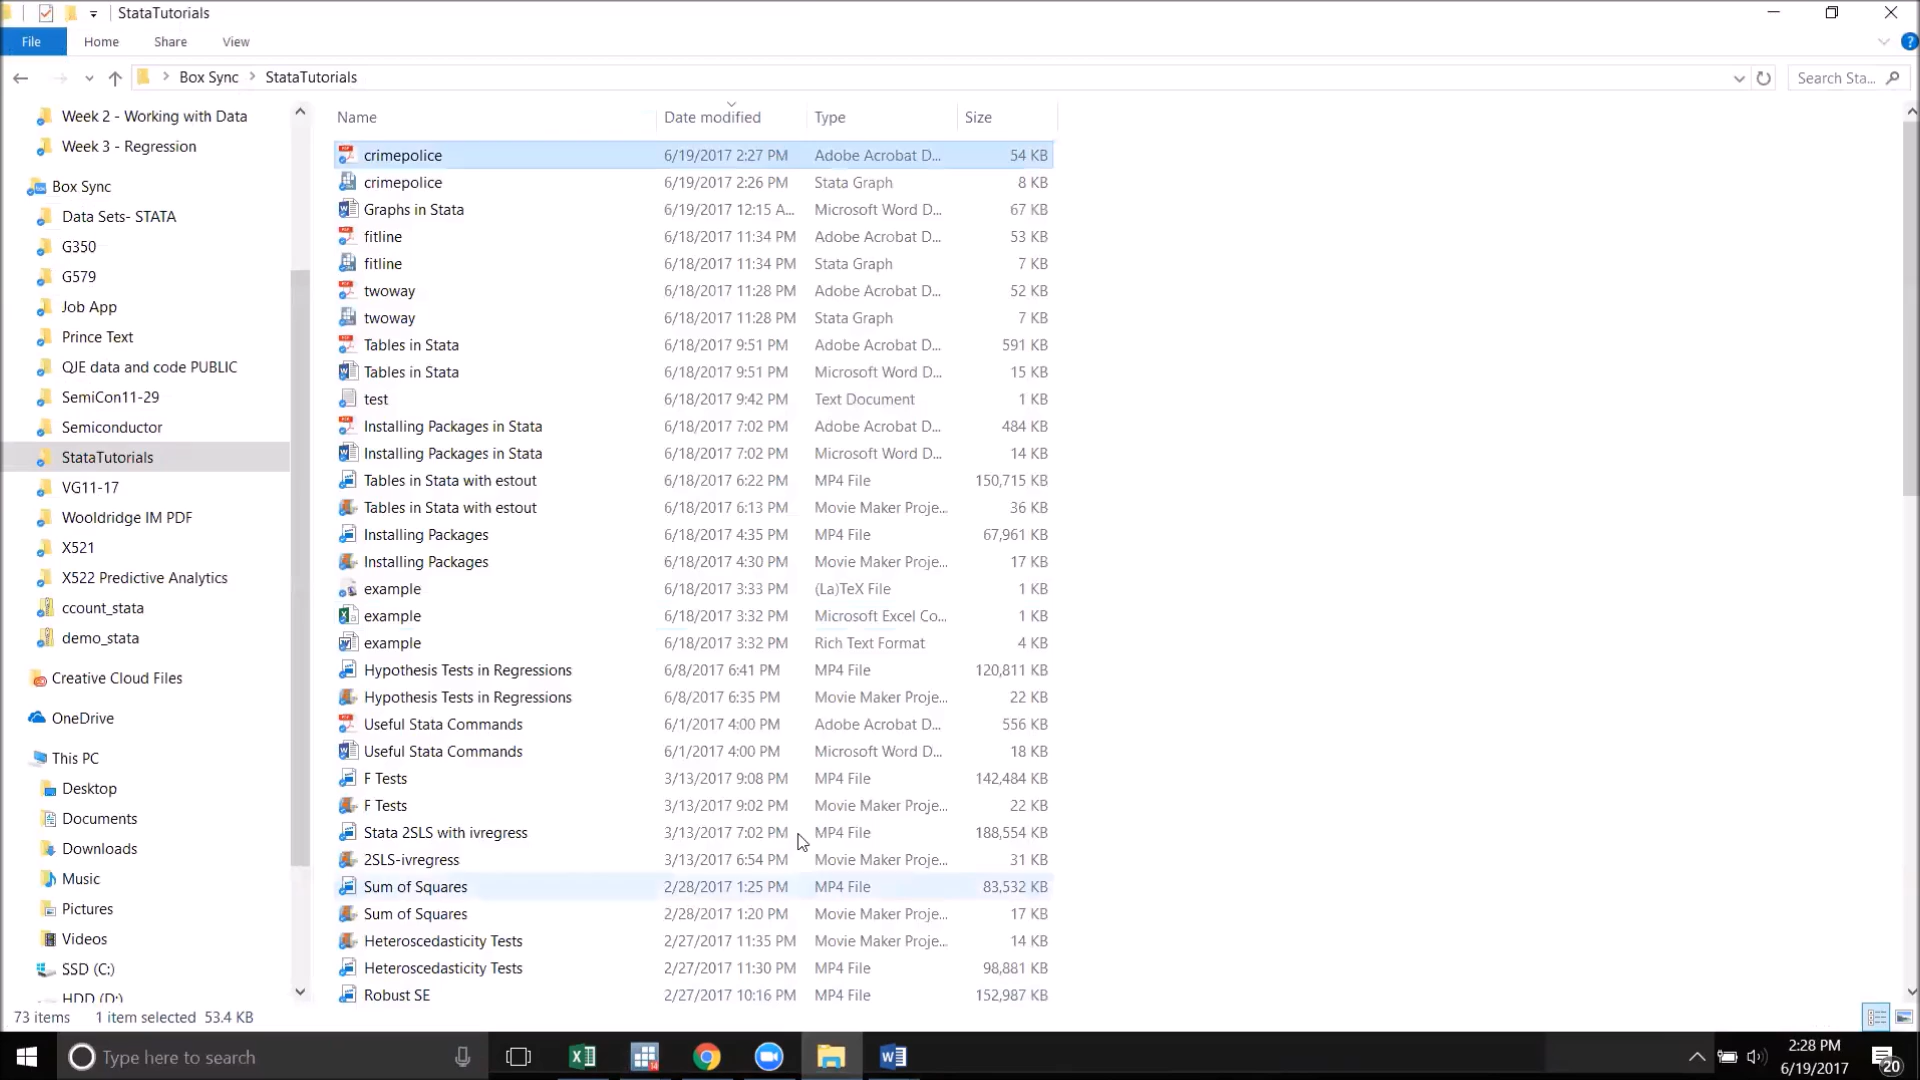 StataTutorials
File Home Share View
Box Sync StataTutorials
Search Sta...
Week 2 - Working with Data
Week 3 - Regression
Box Sync
Data Sets- STATA
G350
G579
Job App
Prince Text
QJE data and code PUBLIC
SemiCon11-29
Semiconductor
StataTutorials
VG11-17
Wooldridge IM PDF
X521
X522 Predictive Analytics
ccount_stata
demo_stata
Creative Cloud Files
OneDrive
This PC
Desktop
Documents
Downloads
Music
Pictures
Videos
SSD (C:)
HDD (D:)
Name Date modified Type Size
crimepolice 6/19/2017 2:27 PM Adobe Acrobat D... 54 KB
crimepolice 6/19/2017 2:26 PM Stata Graph 8 KB
Graphs in Stata 6/19/2017 12:15 A... Microsoft Word D... 67 KB
fitline 6/18/2017 11:34 PM Adobe Acrobat D... 53 KB
fitline 6/18/2017 11:34 PM Stata Graph 7 KB
twoway 6/18/2017 11:28 PM Adobe Acrobat D... 52 KB
twoway 6/18/2017 11:28 PM Stata Graph 7 KB
Tables in Stata 6/18/2017 9:51 PM Adobe Acrobat D... 591 KB
Tables in Stata 6/18/2017 9:51 PM Microsoft Word D... 15 KB
test 6/18/2017 9:42 PM Text Document 1 KB
Installing Packages in Stata 6/18/2017 7:02 PM Adobe Acrobat D... 484 KB
Installing Packages in Stata 6/18/2017 7:02 PM Microsoft Word D... 14 KB
Tables in Stata with estout 6/18/2017 6:22 PM MP4 File 150,715 KB
Tables in Stata with estout 6/18/2017 6:13 PM Movie Maker Proje... 36 KB
Installing Packages 6/18/2017 4:35 PM MP4 File 67,961 KB
Installing Packages 6/18/2017 4:30 PM Movie Maker Proje... 17 KB
example 6/18/2017 3:33 PM (La)TeX File 1 KB
example 6/18/2017 3:32 PM Microsoft Excel Co... 1 KB
example 6/18/2017 3:32 PM Rich Text Format 4 KB
Hypothesis Tests in Regressions 6/8/2017 6:41 PM MP4 File 120,811 KB
Hypothesis Tests in Regressions 6/8/2017 6:35 PM Movie Maker Proje... 22 KB
Useful Stata Commands 6/1/2017 4:00 PM Adobe Acrobat D... 556 KB
Useful Stata Commands 6/1/2017 4:00 PM Microsoft Word D... 18 KB
F Tests 3/13/2017 9:08 PM MP4 File 142,484 KB
F Tests 3/13/2017 9:02 PM Movie Maker Proje... 22 KB
Stata 2SLS with ivregress 3/13/2017 7:02 PM MP4 File 188,554 KB
2SLS-ivregress 3/13/2017 6:54 PM Movie Maker Proje... 31 KB
Sum of Squares 2/28/2017 1:25 PM MP4 File 83,532 KB
Sum of Squares 2/28/2017 1:20 PM Movie Maker Proje... 17 KB
Heteroscedasticity Tests 2/27/2017 11:35 PM Movie Maker Proje... 14 KB
Heteroscedasticity Tests 2/27/2017 11:30 PM MP4 File 98,881 KB
Robust SE 2/27/2017 10:16 PM MP4 File 152,987 KB
73 items 1 item selected 53.4 KB
Type here to search
2:28 PM
6/19/2017
20